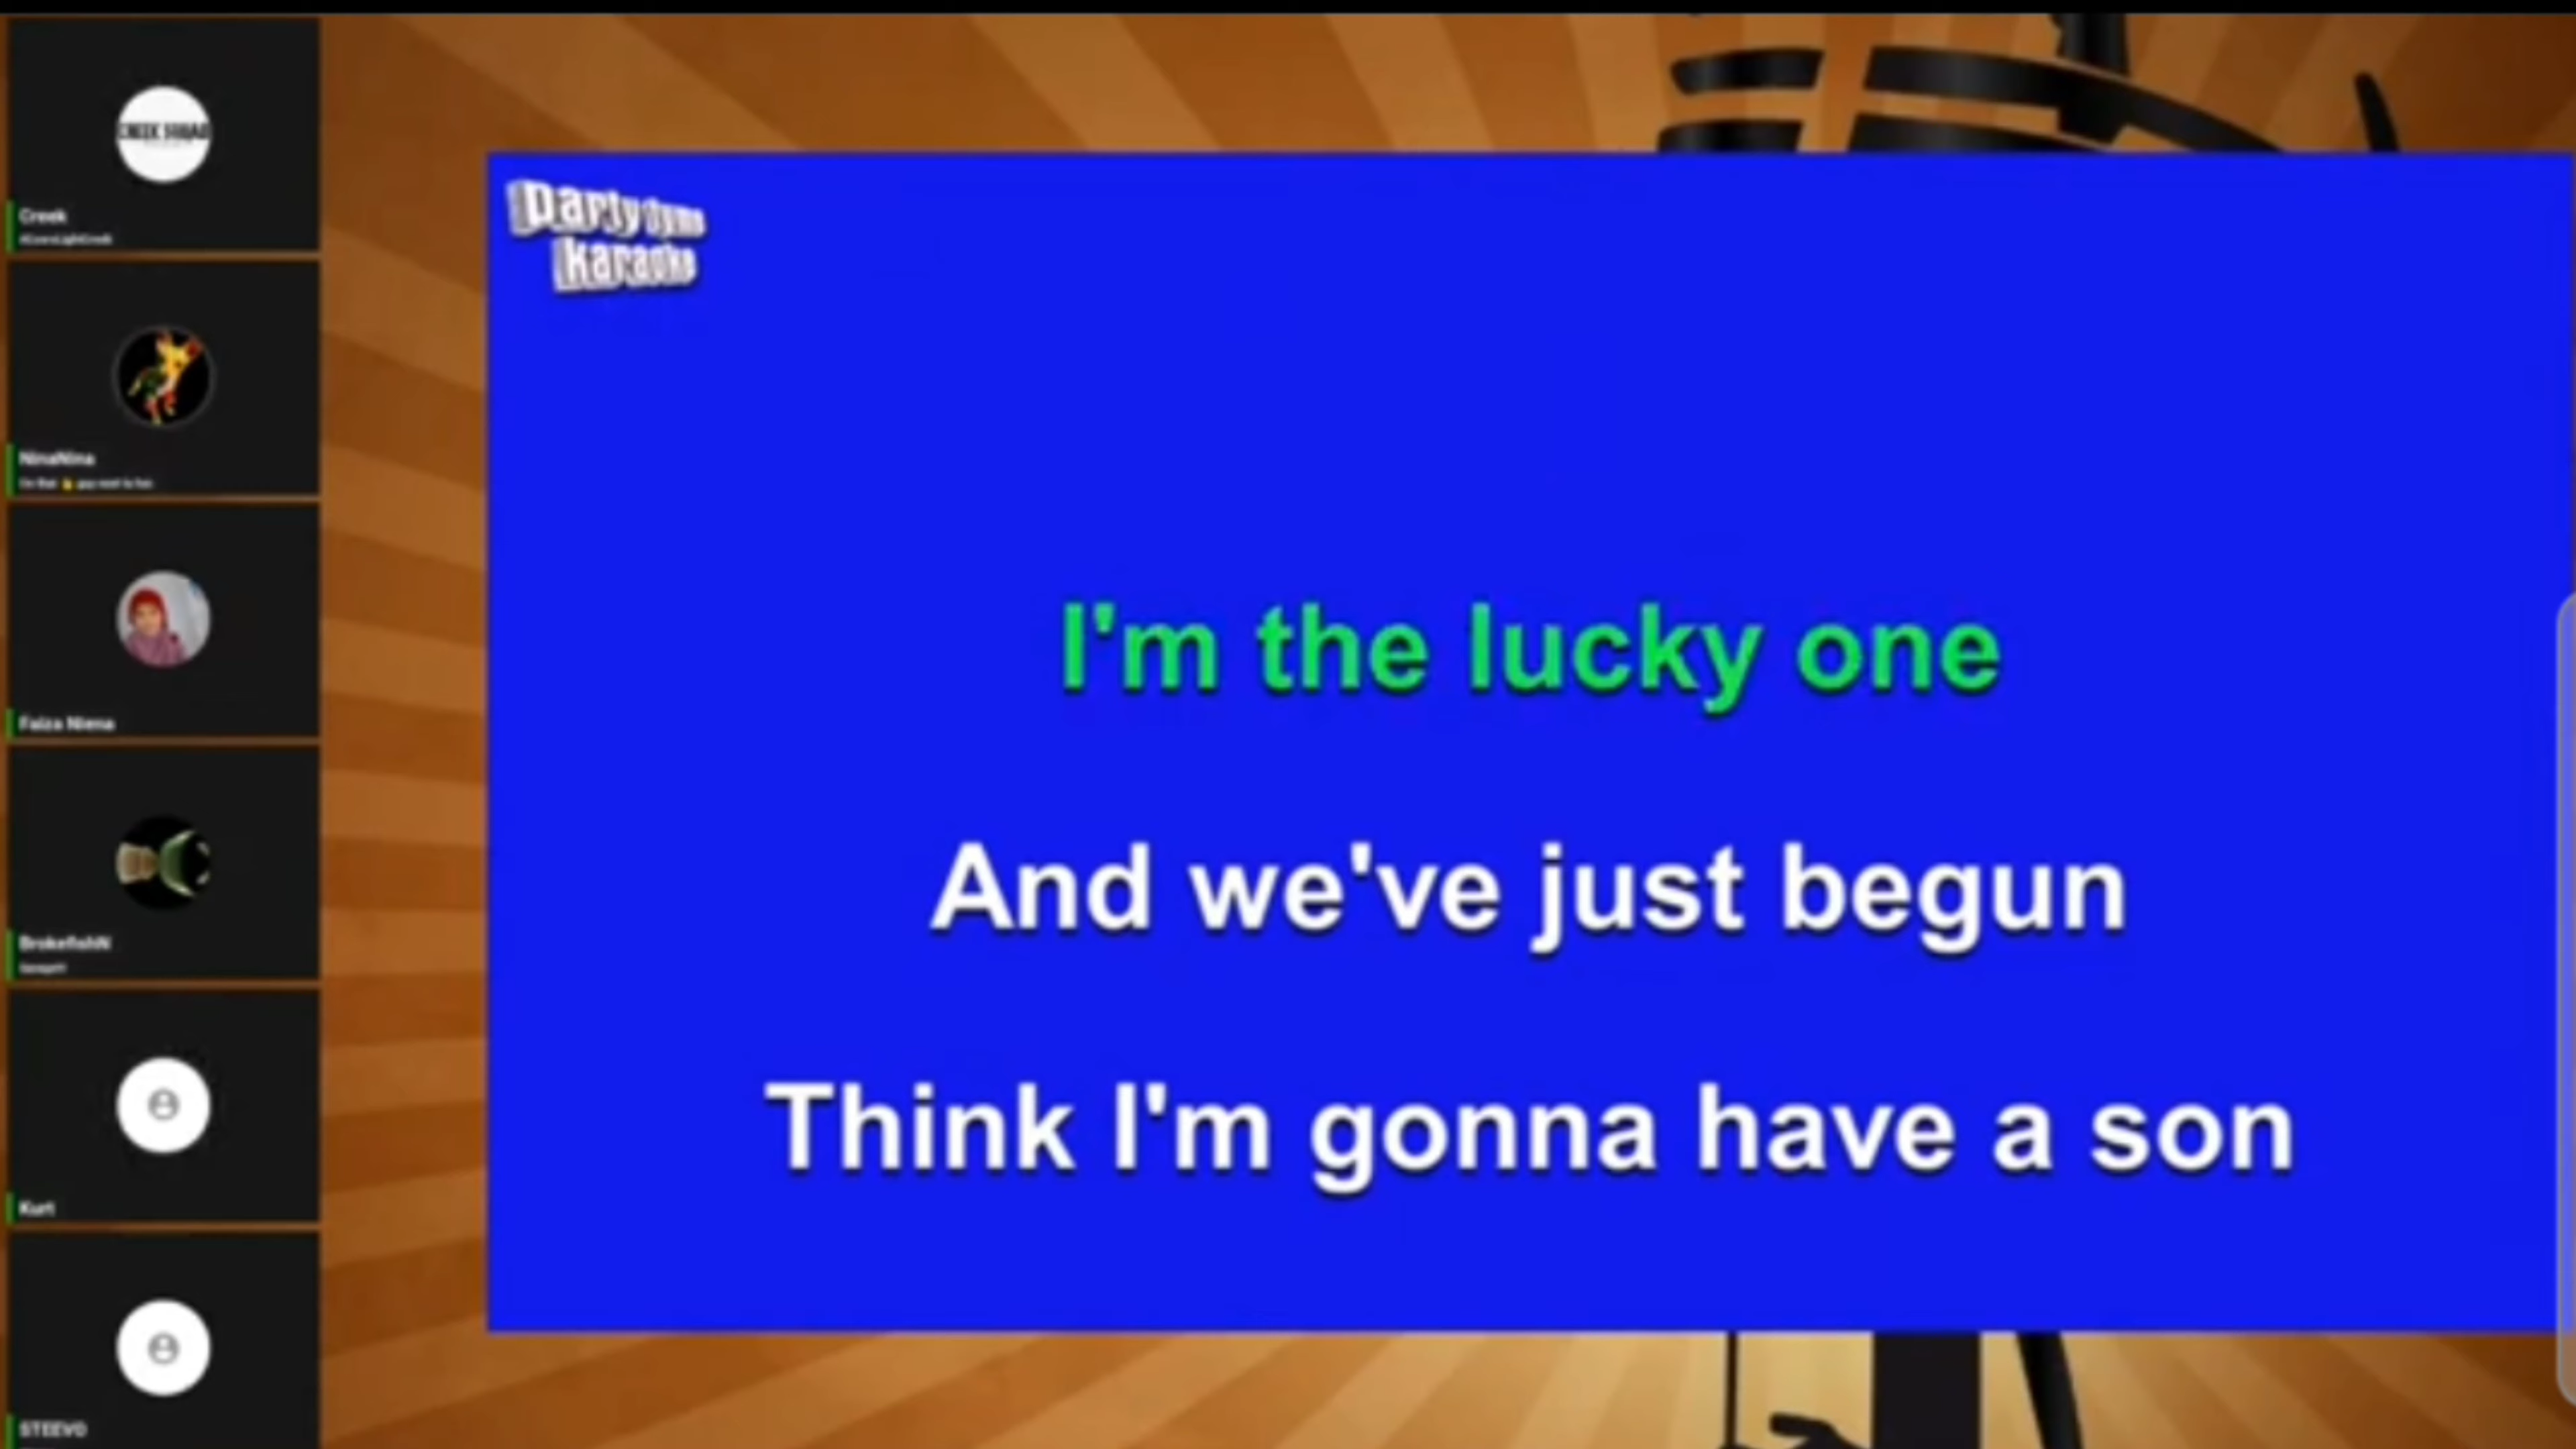 Creek
NinaNina
Faiza Niena
BrokefishN
Kurt
STEEVO
Party tyme
karaoke
I'm the lucky one
And we've just begun
Think I'm gonna have a son